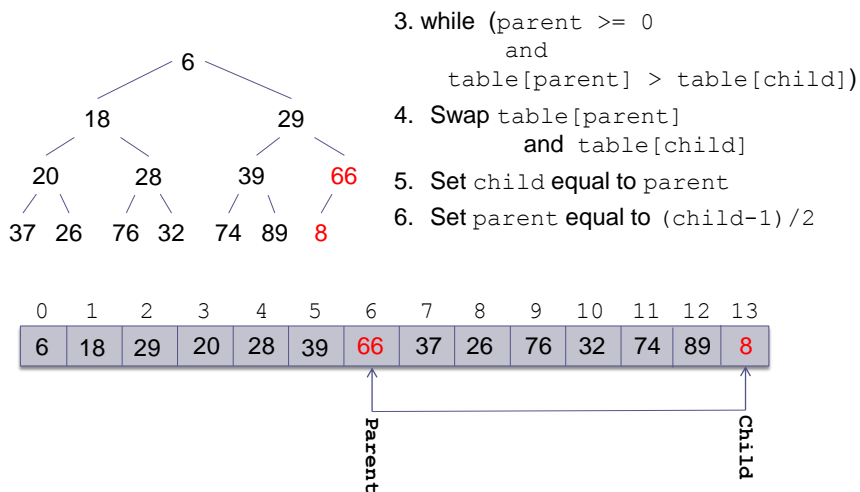 6
18 29
20 28 39 66
37 26 76 32 74 89 8
3. while (parent >= 0
and
table[parent] > table[child])
4. Swap table[parent]
and table[child]
5. Set child equal to parent
6. Set parent equal to (child-1)/2
0 1 2 3 4 5 6 7 8 9 10 11 12 13
6 18 29 20 28 39 66 37 26 76 32 74 89 8
Parent
Child